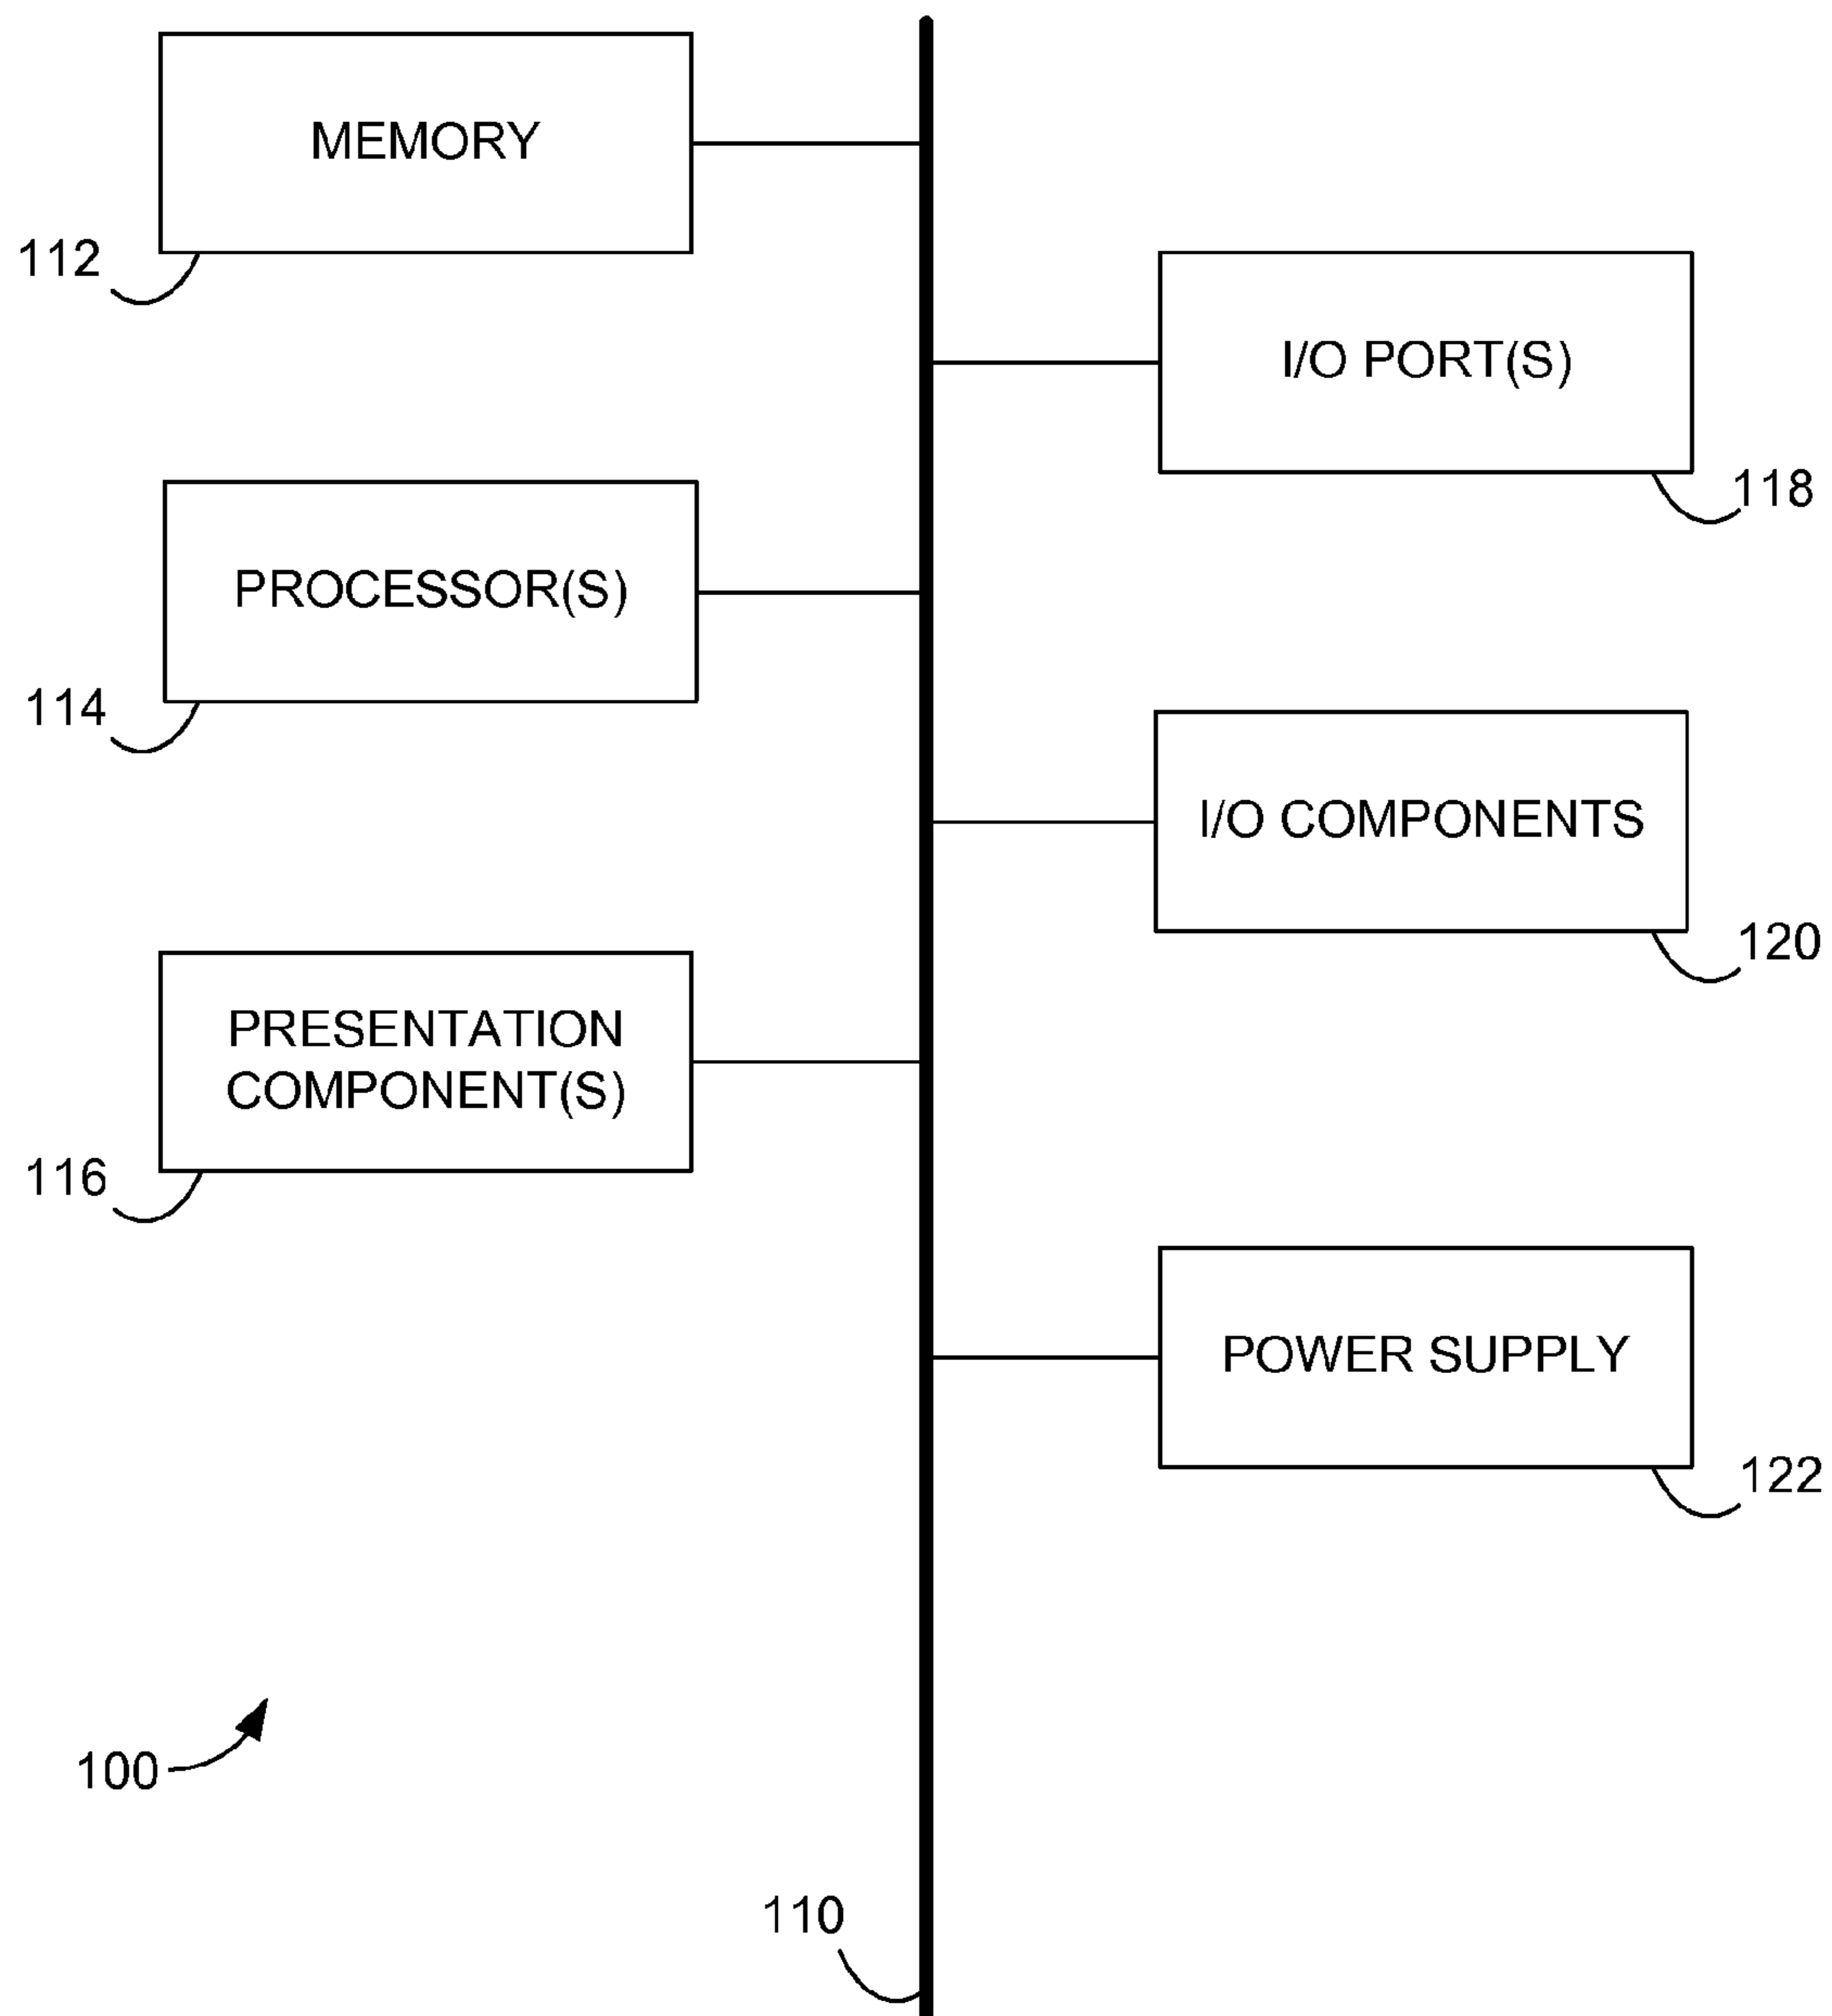 MEMORY
112
I/O PORT(S)
118
PROCESSOR(S)
114
I/O COMPONENTS
120
PRESENTATION
COMPONENT(S)
116
POWER SUPPLY
122
100
110